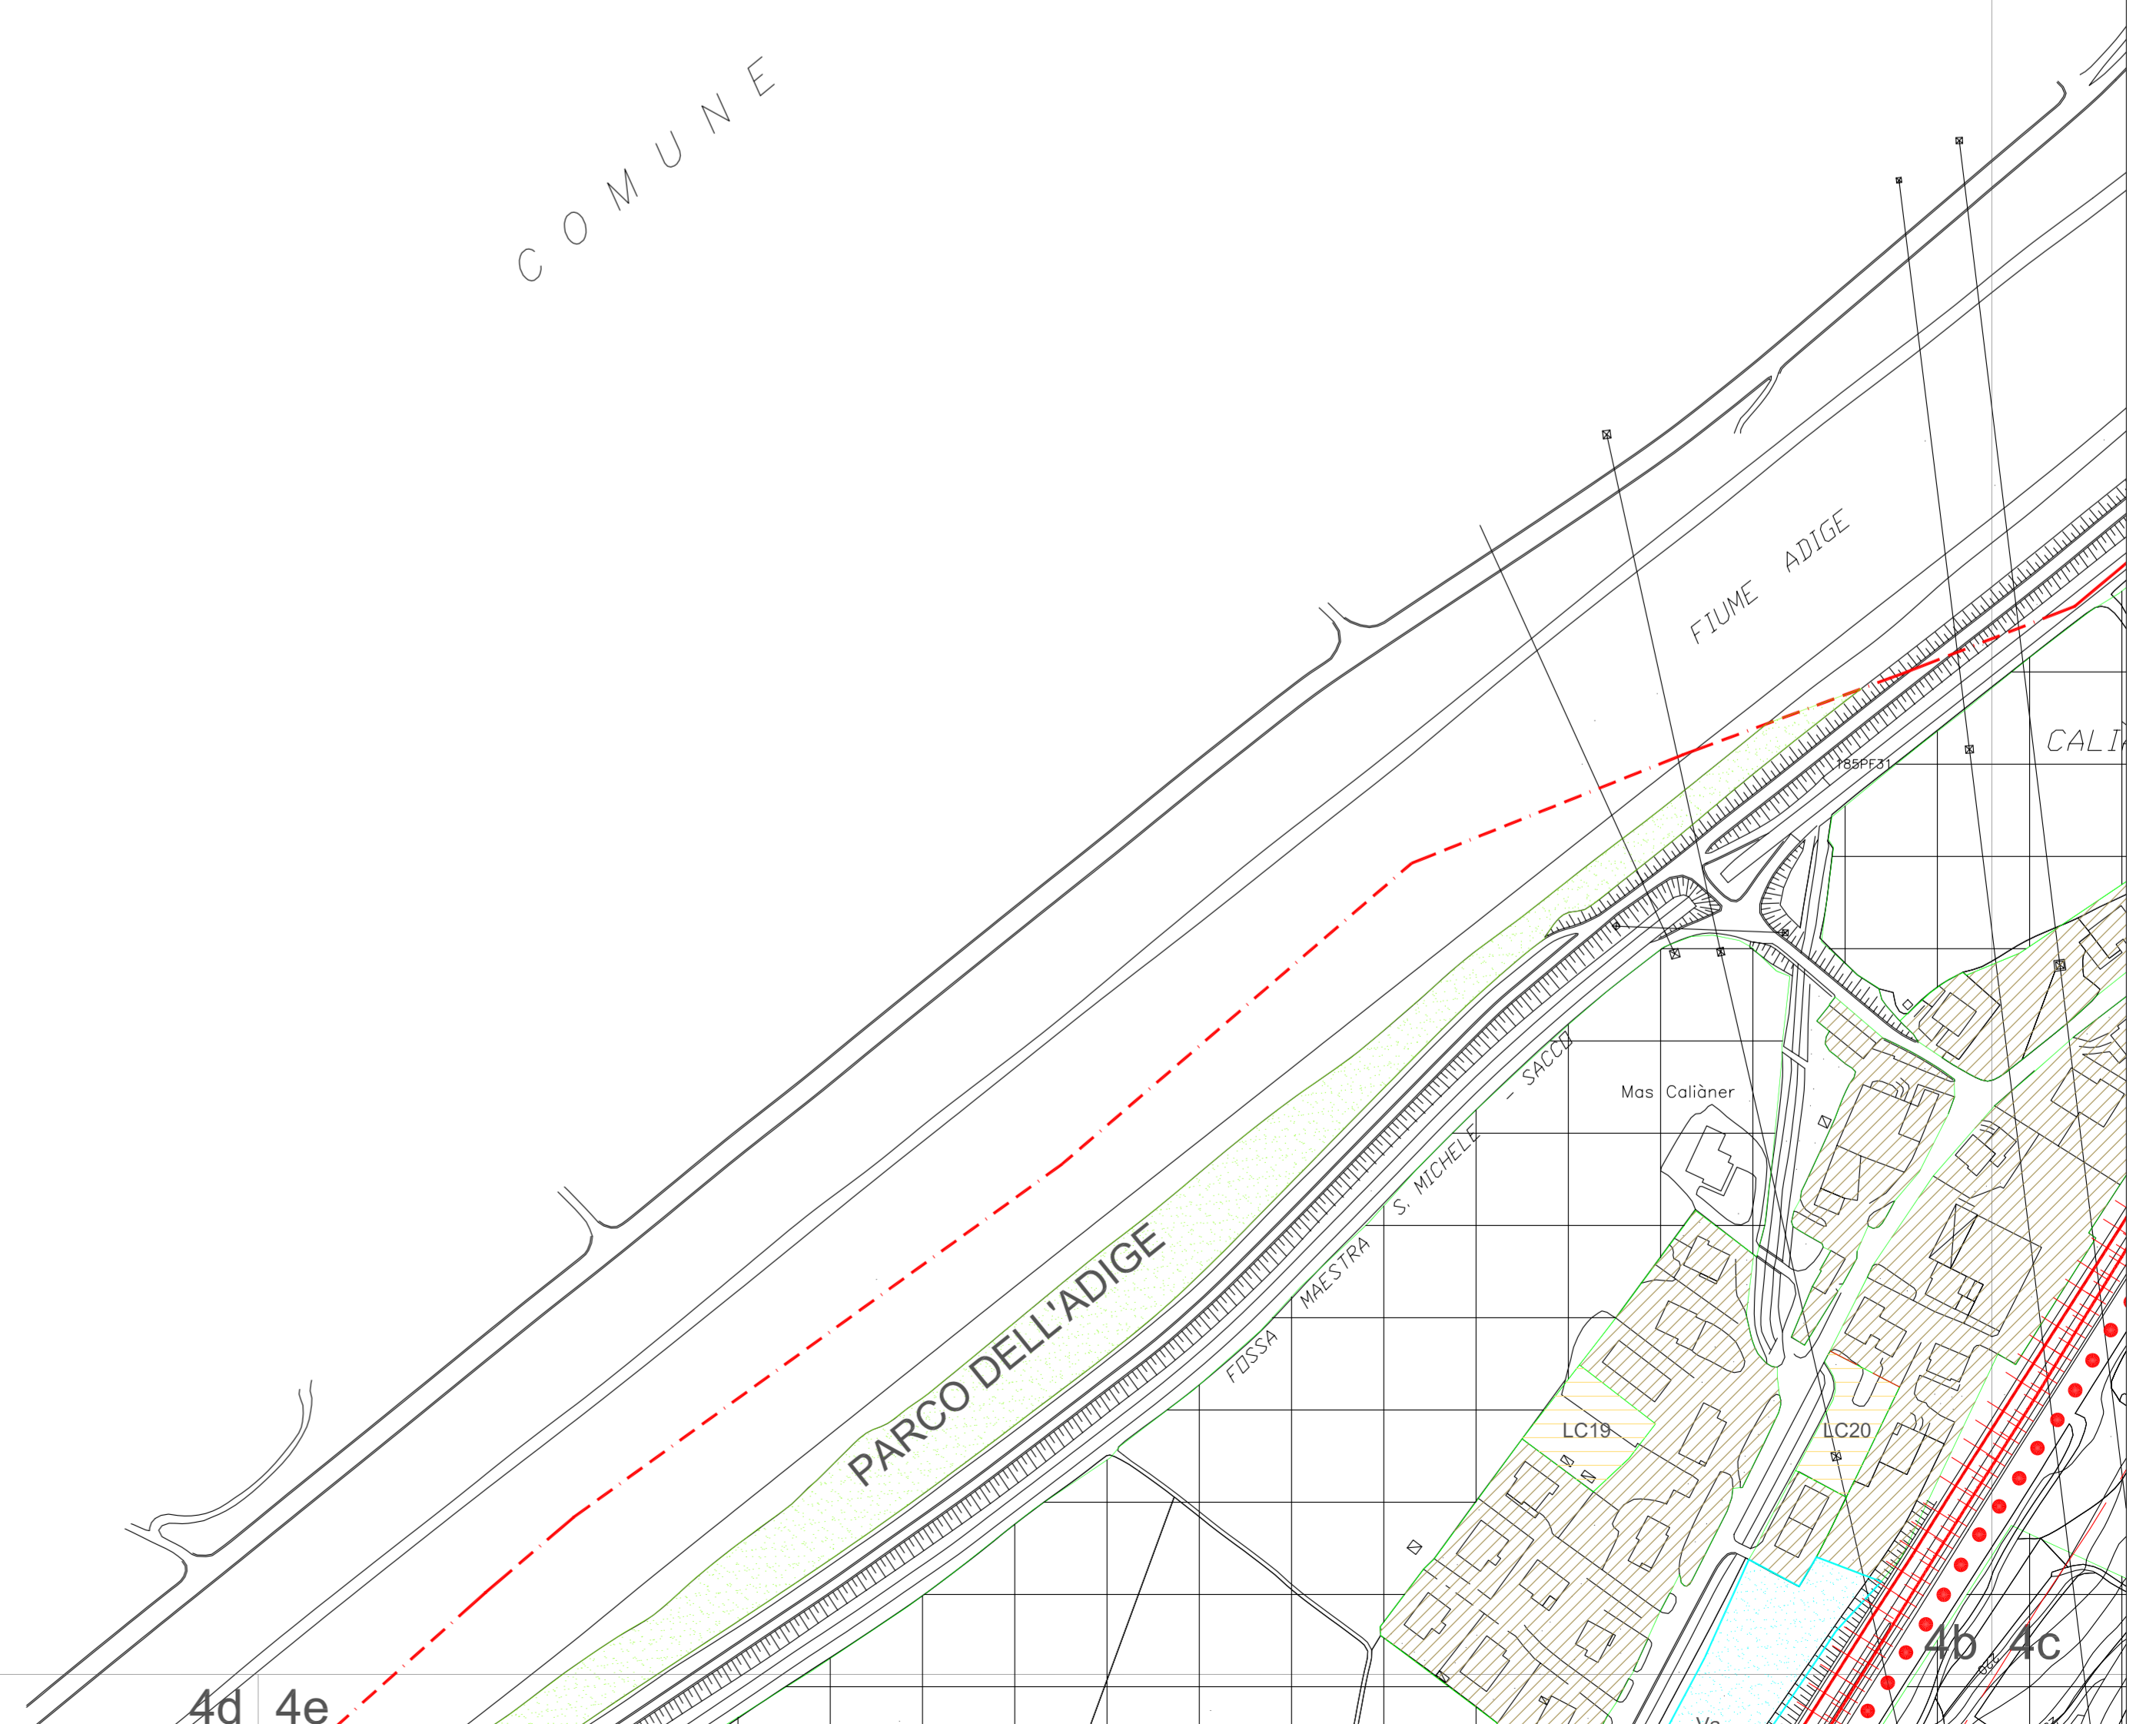 COMUNE
FIUME ADIGE
185PF31
Mas Caliàner
FOSSA MAESTRA S. MICHELE - SACCO
PARCO DELL'ADIGE
LC19
LC20
4b 4c
220
4d 4e